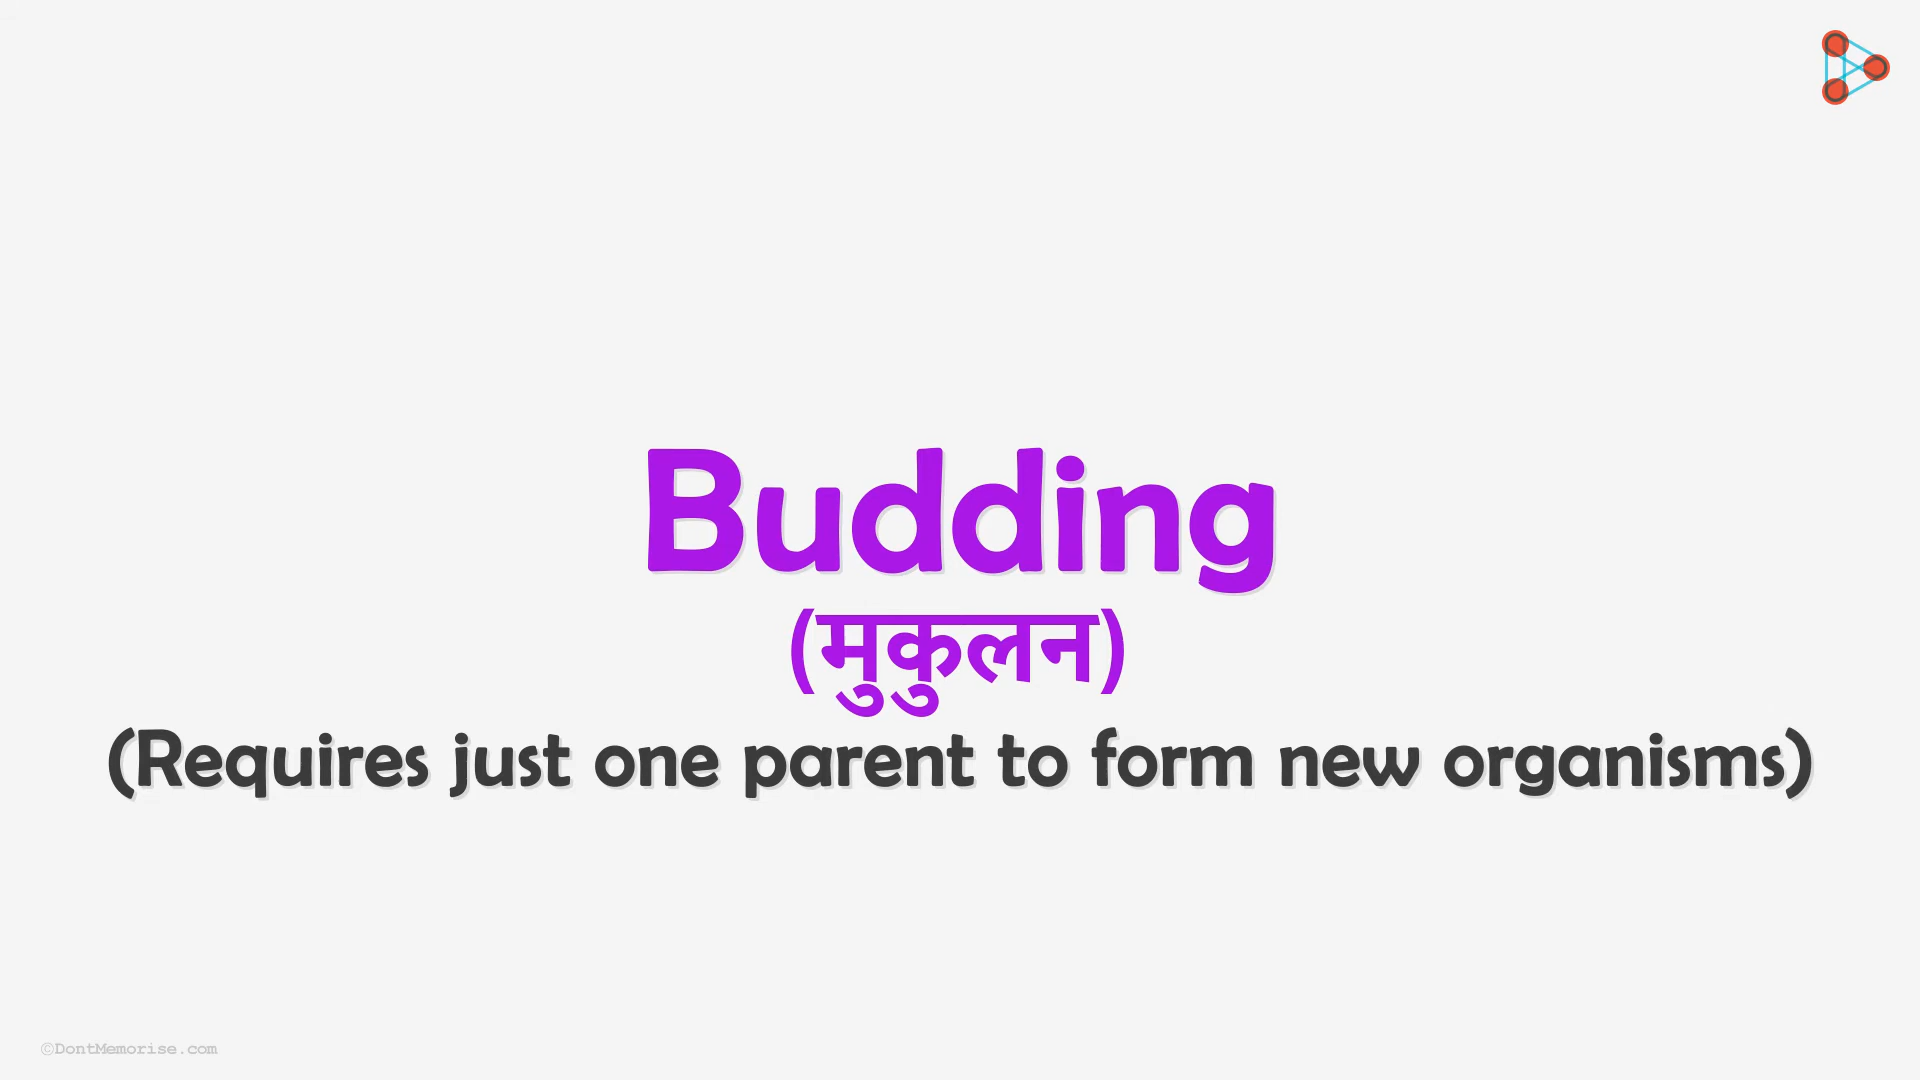 Budding
(मुकुलन)
(Requires just one parent to form new organisms)
©DontMemorise.com